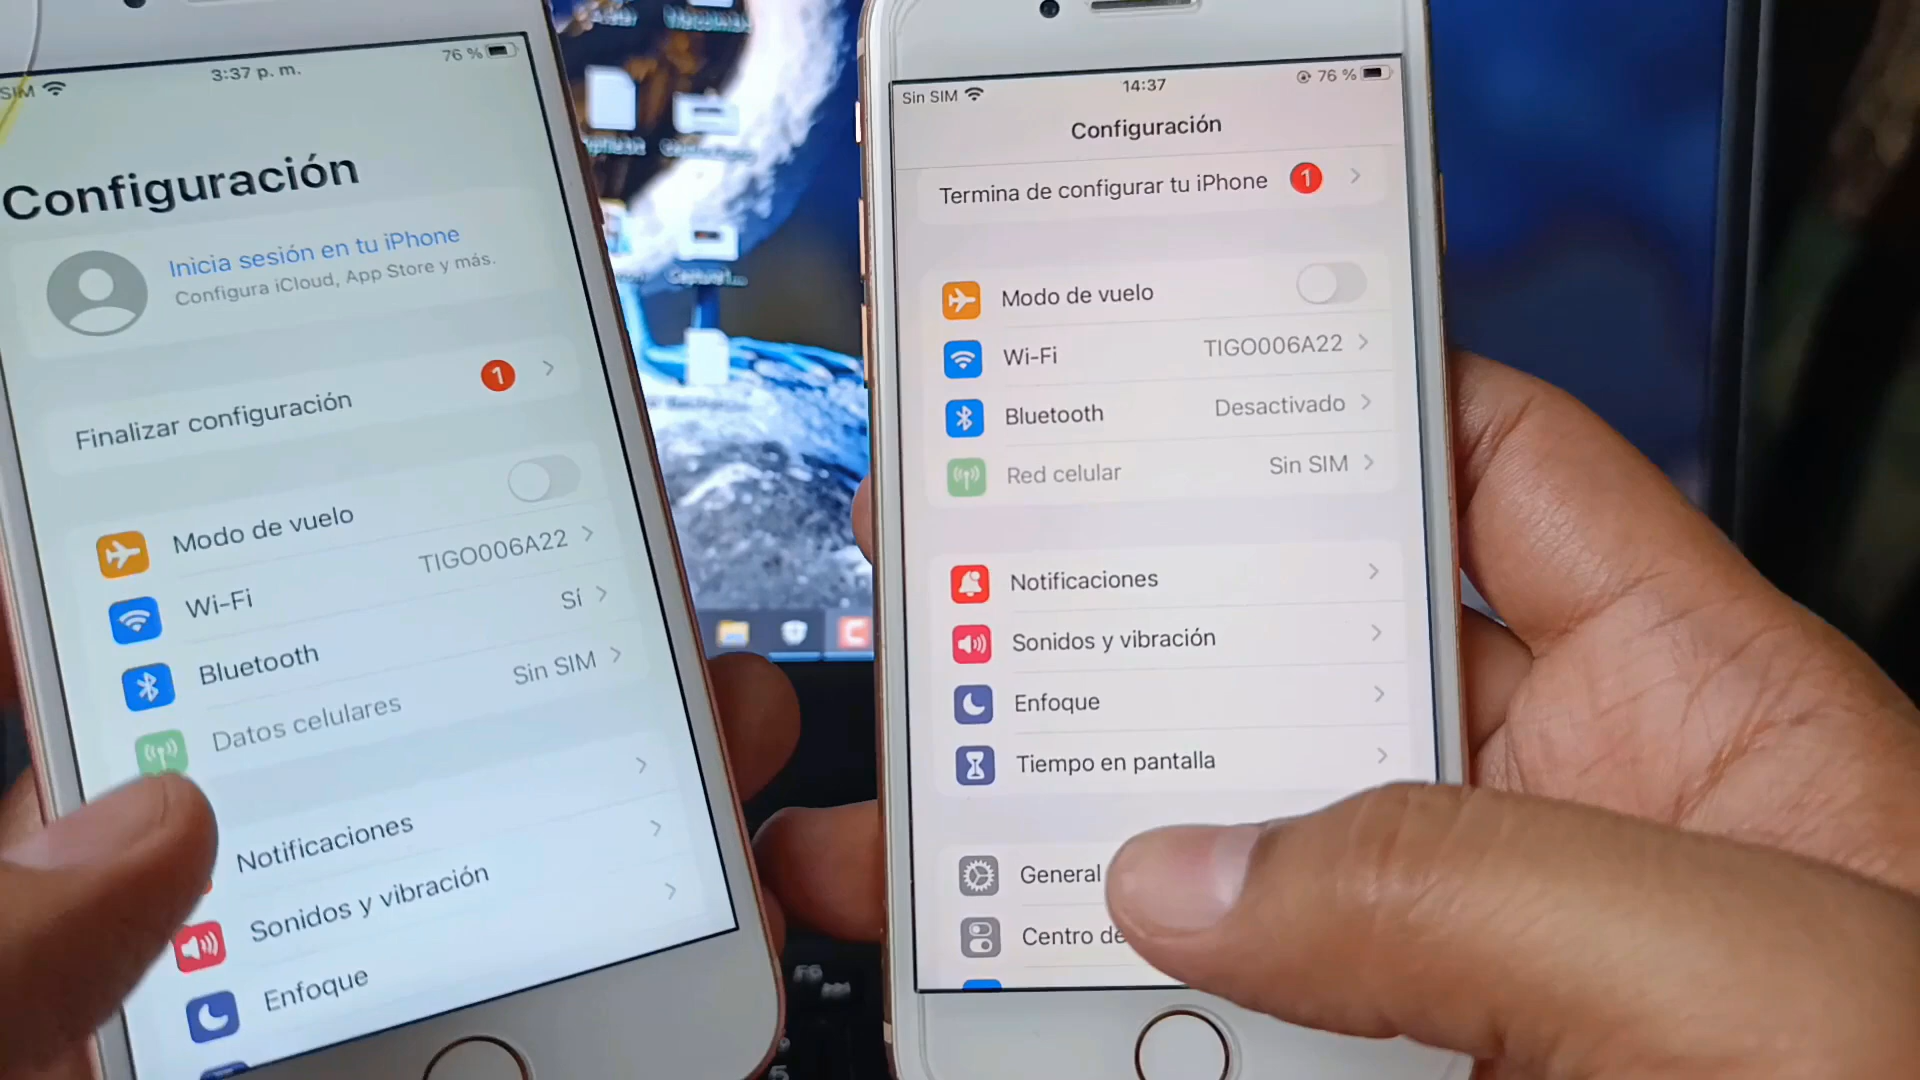 SIM
3:37 p. m.
76 %
Configuración
Inicia sesión en tu iPhone
Configura iCloud, App Store y más.
Finalizar configuración
1
Modo de vuelo
Wi-Fi
TIGO006A22
Bluetooth
Sí
Datos celulares
Sin SIM
Notificaciones
Sonidos y vibración
Enfoque
Sin SIM
14:37
76 %
Configuración
Termina de configurar tu iPhone
1
Modo de vuelo
Wi-Fi
TIGO006A22
Bluetooth
Desactivado
Red celular
Sin SIM
Notificaciones
Sonidos y vibración
Enfoque
Tiempo en pantalla
General
Centro de
F6